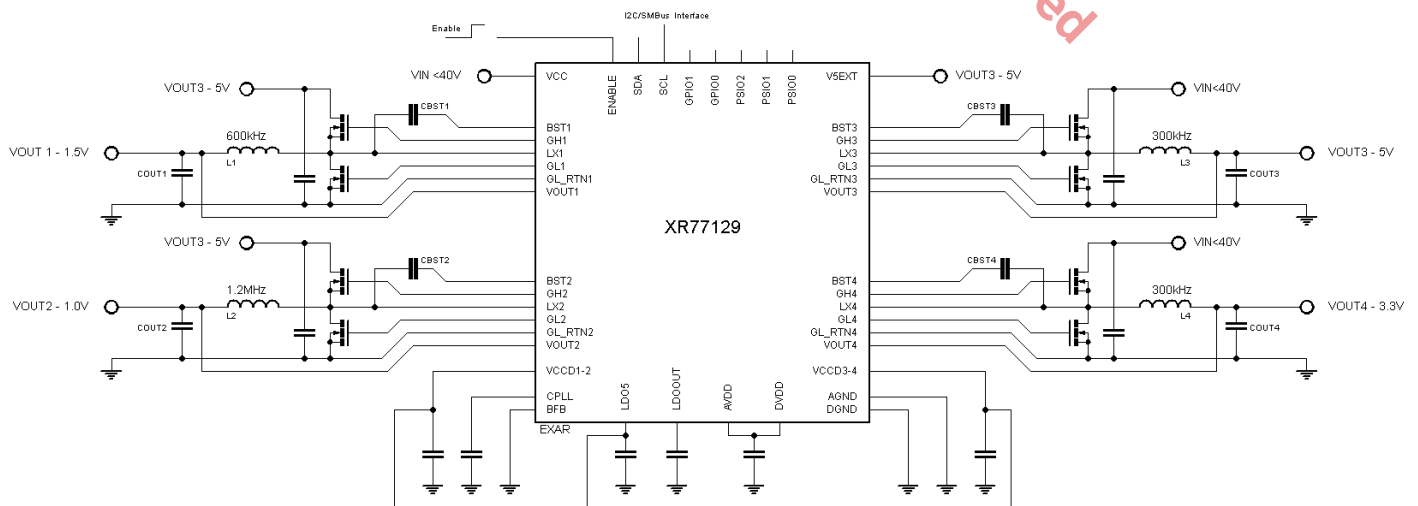 ed
I2C/SMBus Interface
Enable
VIN <40V
VCC
ENABLE
SDA
SCL
GPIO1
GPIO0
PSIO2
PSIO1
PSIO0
V5EXT
VOUT3 - 5V
VOUT3 - 5V
CBST1
BST1
GH1
LX1
GL1
GL_RTN1
VOUT1
600kHz
L1
VOUT 1 - 1.5V
COUT1
BST3
GH3
LX3
GL3
GL_RTN3
VOUT3
CBST3
VIN<40V
300kHz
L3
VOUT3 - 5V
COUT3
XR77129
VOUT3 - 5V
CBST2
BST2
GH2
LX2
GL2
GL_RTN2
VOUT2
1.2MHz
L2
VOUT2 - 1.0V
COUT2
BST4
GH4
LX4
GL4
GL_RTN4
VOUT4
CBST4
VIN<40V
300kHz
L4
VOUT4 - 3.3V
COUT4
VCCD1-2
CPLL
BFB
LDO5
LDOOUT
AVDD
DVDD
VCCD3-4
AGND
DGND
EXAR